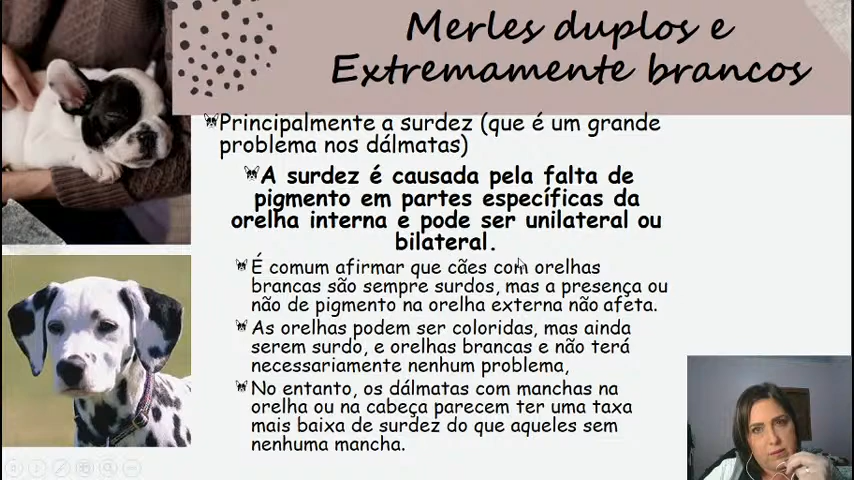 Merles duplos e
Extremamente brancos
Principalmente a surdez (que é um grande
problema nos dálmatas)
A surdez é causada pela falta de
pigmento em partes específicas da
orelha interna e pode ser unilateral ou
bilateral.
É comum afirmar que cães com orelhas
brancas são sempre surdos, mas a presença ou
não de pigmento na orelha externa não afeta.
As orelhas podem ser coloridas, mas ainda
serem surdo, e orelhas brancas e não terá
necessariamente nenhum problema,
No entanto, os dálmatas com manchas na
orelha ou na cabeça parecem ter uma taxa
mais baixa de surdez do que aqueles sem
nenhuma mancha.